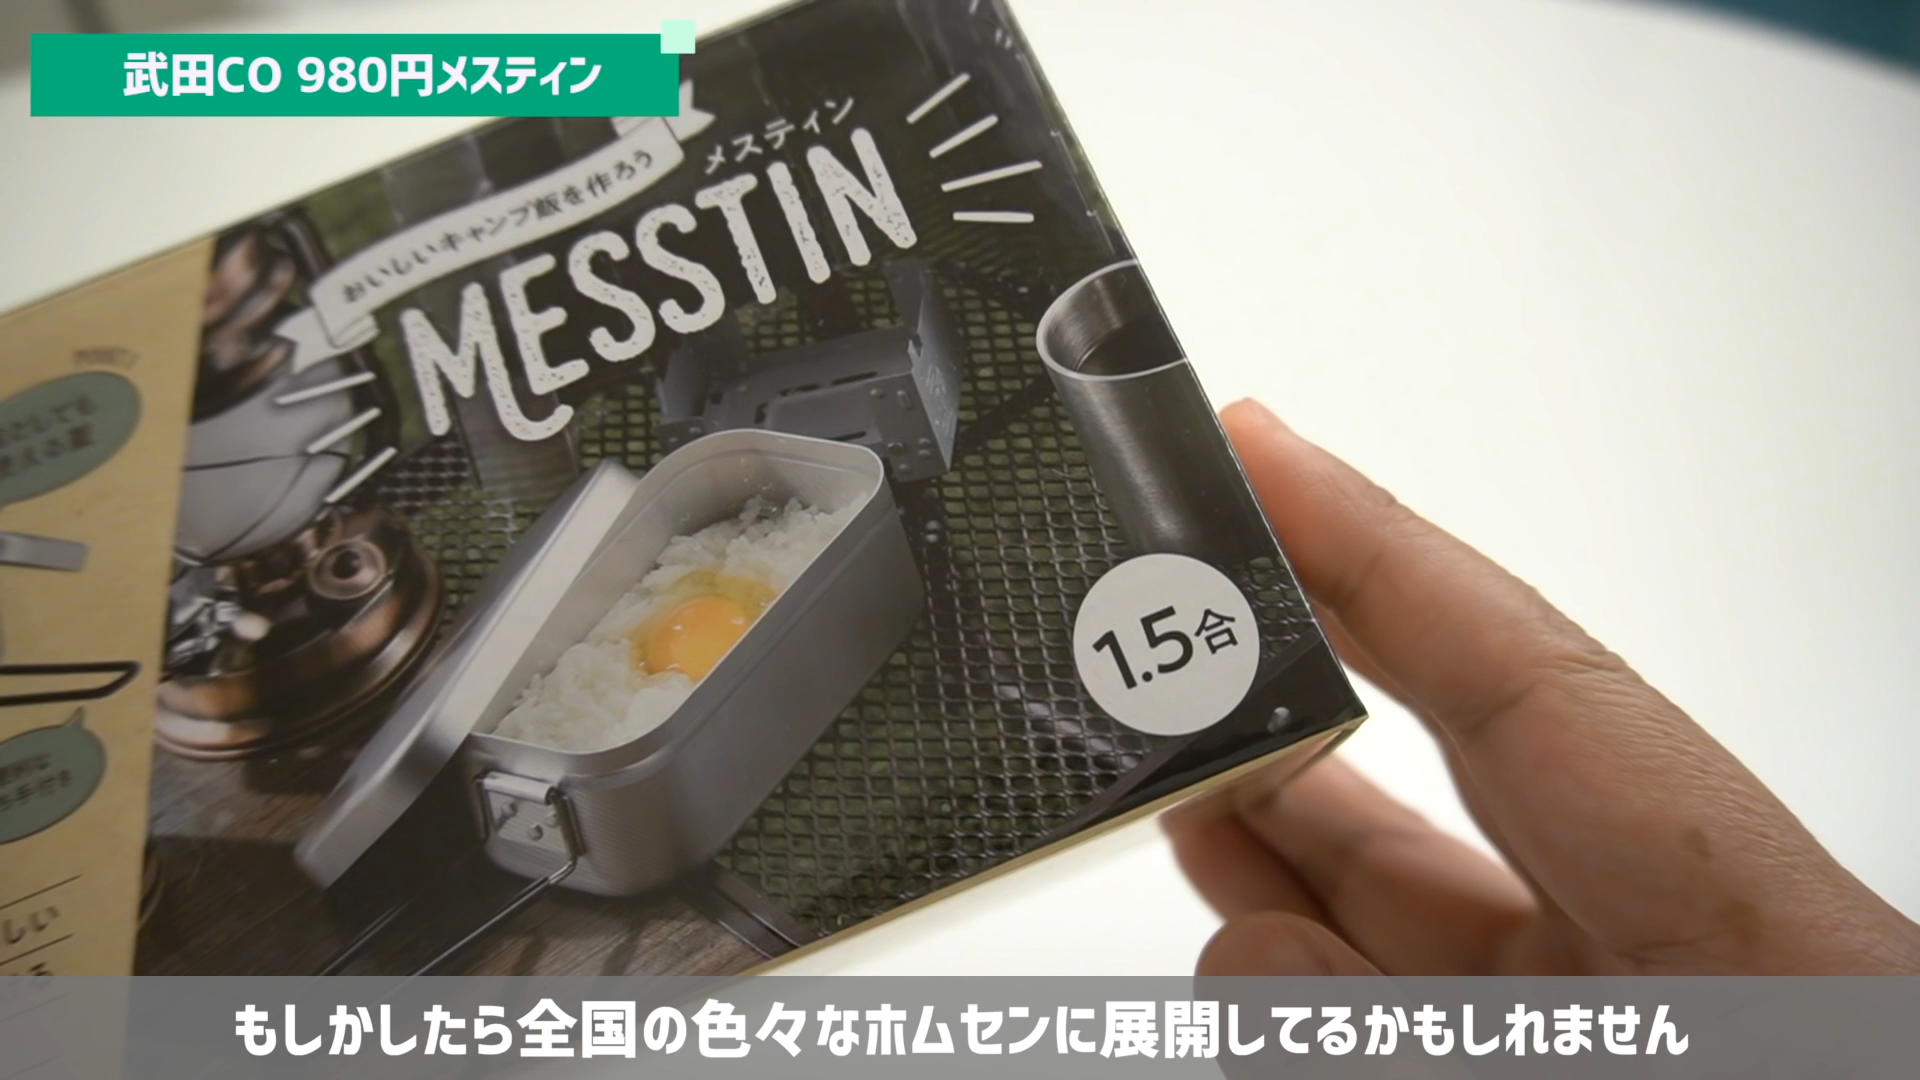 武田CO 980円メスティン
メスティン
おいしいキャンプ飯を作ろう
MESSTIN
1.5合
しい
もしかしたら全国の色々なホムセンに展開してるかもしれません